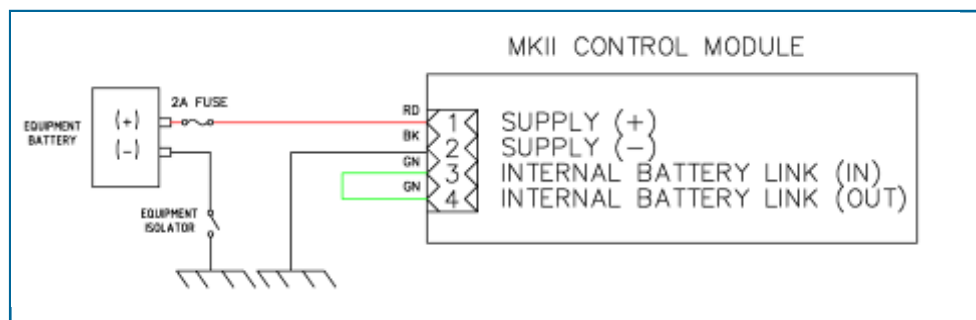 MKII CONTROL MODULE
2A FUSE
EQUIPMENT
BATTERY
(+)
(-)
RD
BK
GN
GN
1 SUPPLY (+)
2 SUPPLY (-)
3 INTERNAL BATTERY LINK (IN)
4 INTERNAL BATTERY LINK (OUT)
EQUIPMENT
ISOLATOR